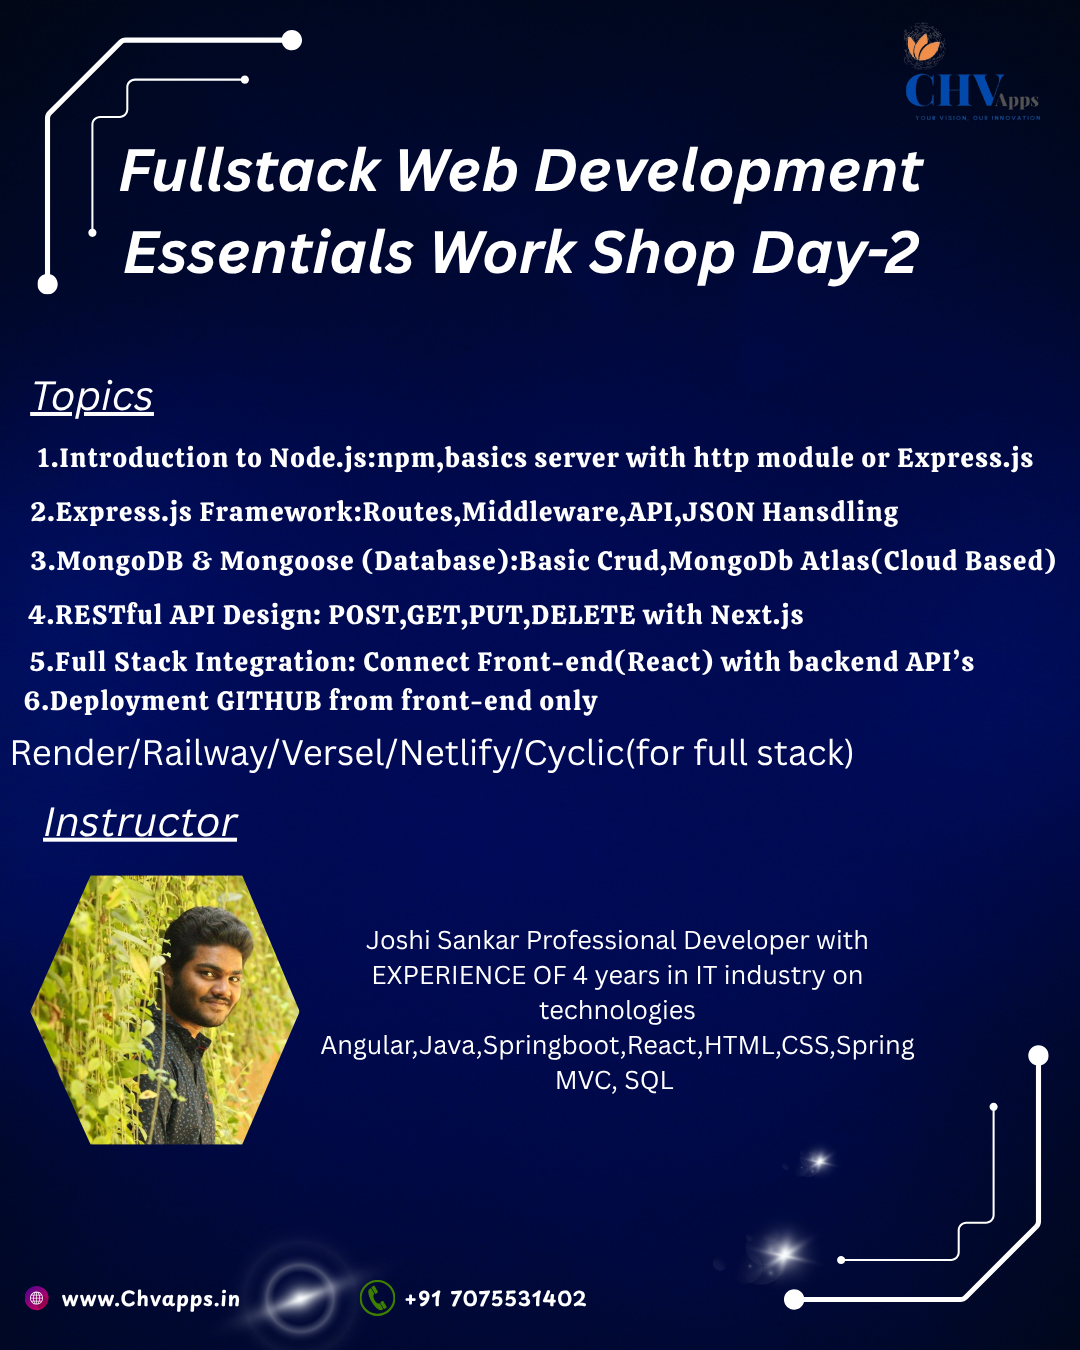 CHV Apps
YOUR VISION. OUR INNOVATION
Fullstack Web Development
Essentials Work Shop Day-2
Topics
1.Introduction to Node.js:npm,basics server with http module or Express.js
2.Express.js Framework:Routes,Middleware,API,JSON Hansdling
3.MongoDB & Mongoose (Database):Basic Crud,MongoDb Atlas(Cloud Based)
4.RESTful API Design: POST,GET,PUT,DELETE with Next.js
5.Full Stack Integration: Connect Front-end(React) with backend API’s
6.Deployment GITHUB from front-end only
Render/Railway/Versel/Netlify/Cyclic(for full stack)
Instructor
Joshi Sankar Professional Developer with
EXPERIENCE OF 4 years in IT industry on
technologies
Angular,Java,Springboot,React,HTML,CSS,Spring
MVC, SQL
www.Chvapps.in
+91 7075531402